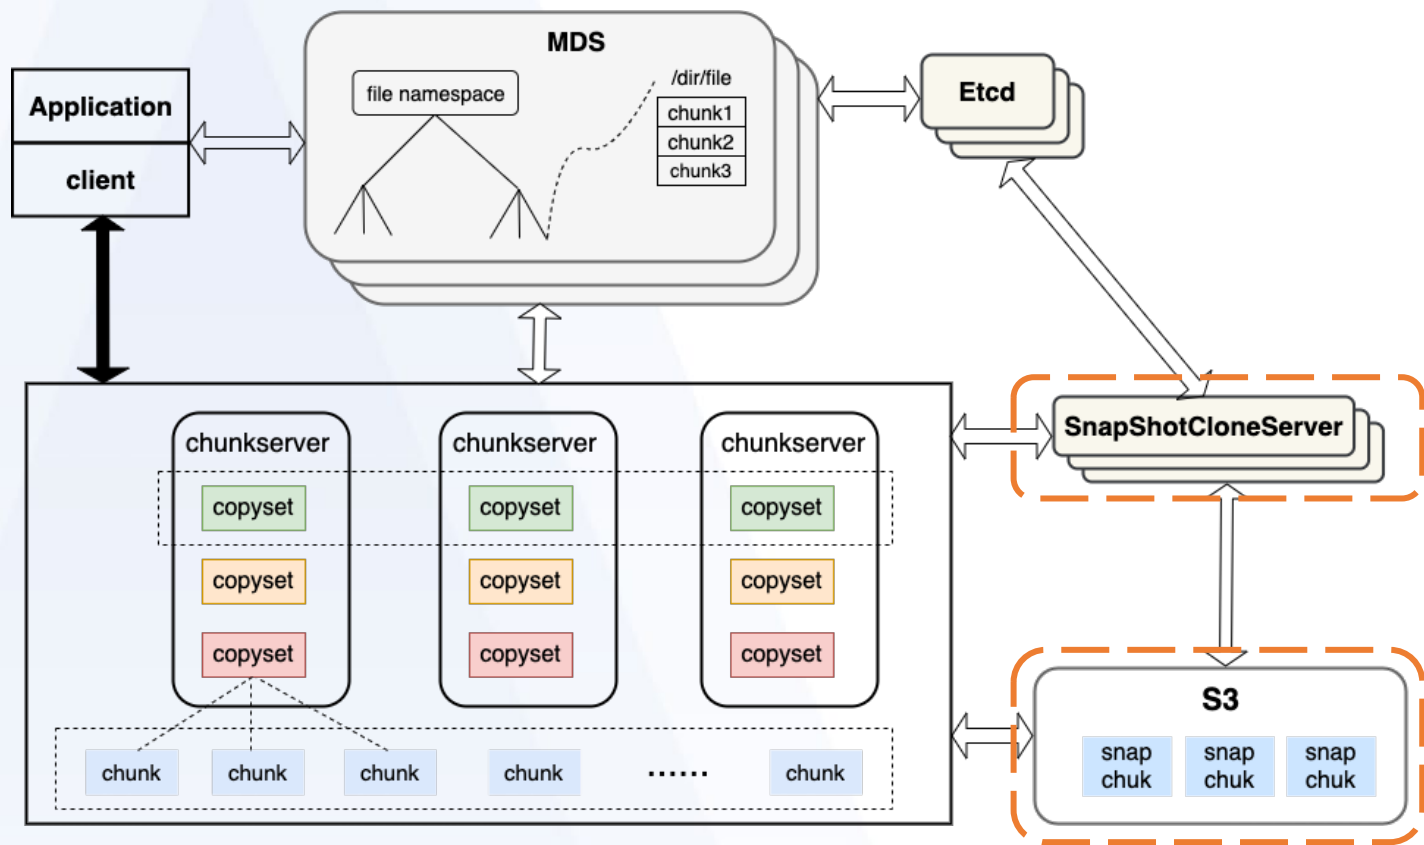 MDS
Application
client
file namespace
/dir/file
chunk1
chunk2
chunk3
Etcd
SnapShotCloneServer
chunkserver
chunkserver
chunkserver
copyset
copyset
copyset
copyset
copyset
copyset
copyset
copyset
copyset
chunk
chunk
chunk
chunk
······
chunk
S3
snap
chuk
snap
chuk
snap
chuk